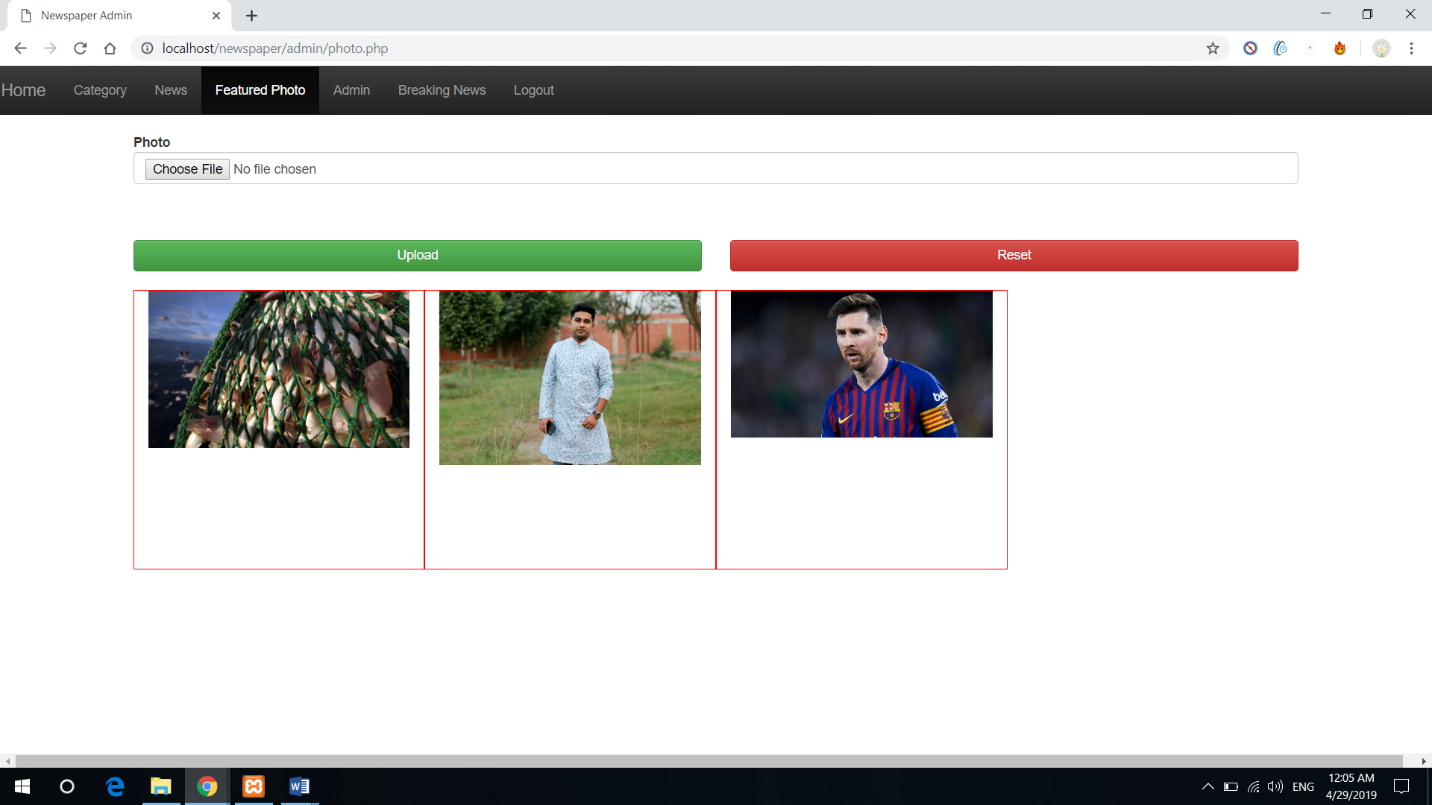 Newspaper Admin
localhost/newspaper/admin/photo.php
Home Category News Featured Photo Admin Breaking News Logout
Photo
Choose File No file chosen
Upload Reset
beko
ENG
12:05 AM
4/29/2019